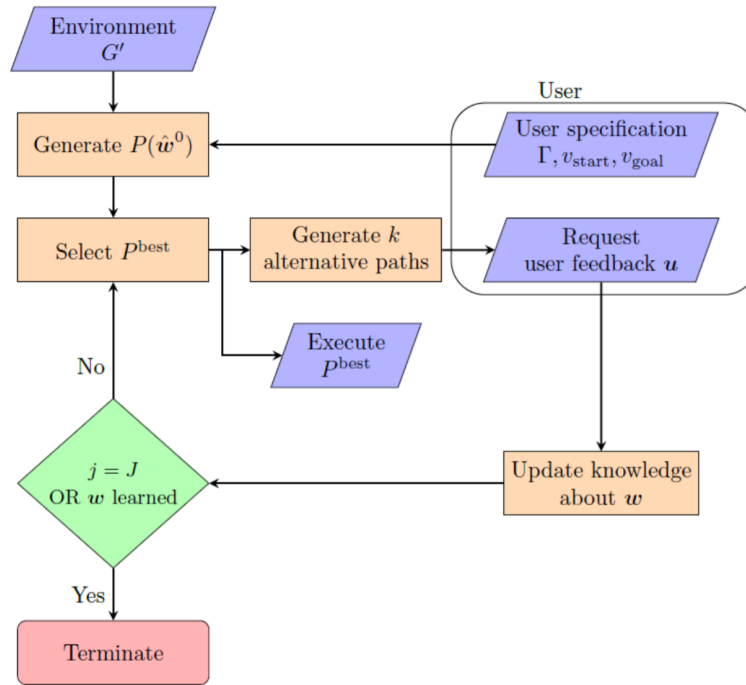 Environment
G′
User
Generate P(ŵ⁰)
User specification
Γ, v_start, v_goal
Select P^best
Generate k
alternative paths
Request
user feedback u
Execute
P^best
No
j = J
OR w learned
Update knowledge
about w
Yes
Terminate